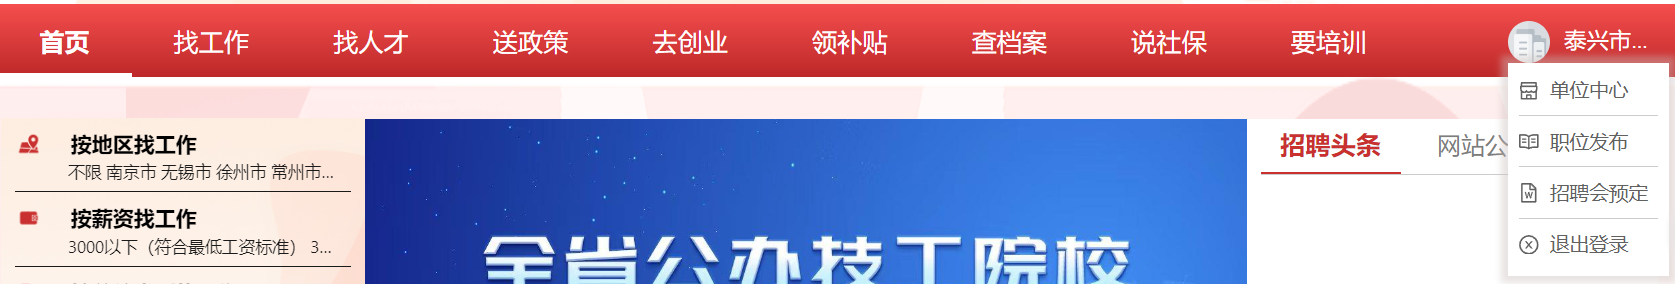 首页 找工作 找人才 送政策 去创业 领补贴 查档案 说社保 要培训 泰兴市...
单位中心
职位发布
招聘会预定
退出登录
按地区找工作
不限 南京市 无锡市 徐州市 常州市...
按薪资找工作
3000以下（符合最低工资标准） 3...
全省公办技工院校
招聘头条 网站公